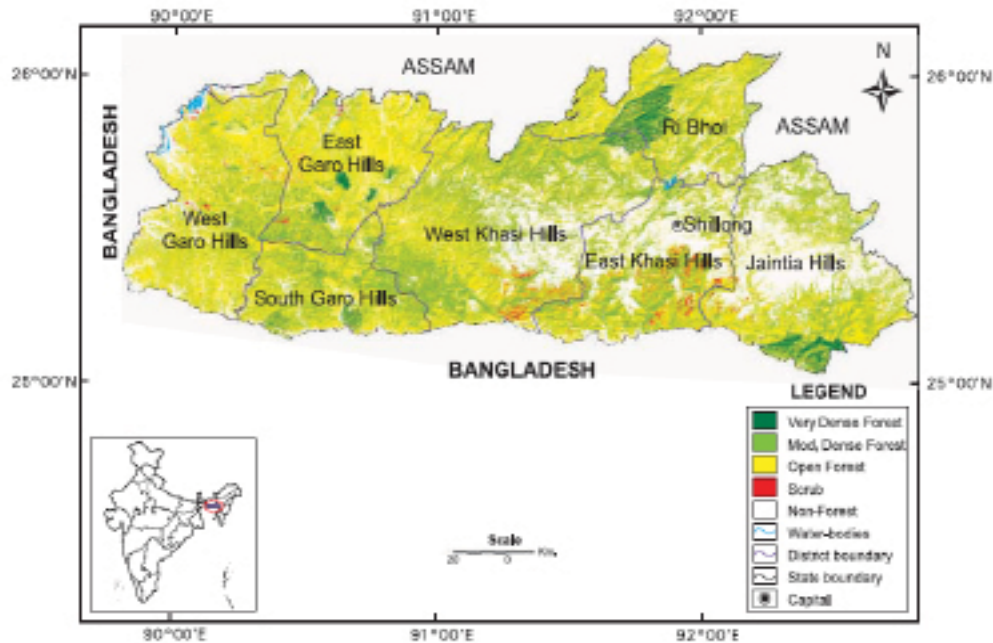 90°00'E 91°00'E 92°00'E
26°00'N
26°00'N
ASSAM
N
BANGLADESH
Ri Bhoi
ASSAM
East
Garo Hills
West
Garo Hills
West Khasi Hills
Shillong
East Khasi Hills
Jaintia Hills
South Garo Hills
BANGLADESH
25°00'N
25°00'N
LEGEND
Very Dense Forest
Mod. Dense Forest
Open Forest
Scrub
Non-Forest
Water-bodies
District boundary
State boundary
Capital
Scale
20 0 Km.
90°00'E 91°00'E 92°00'E